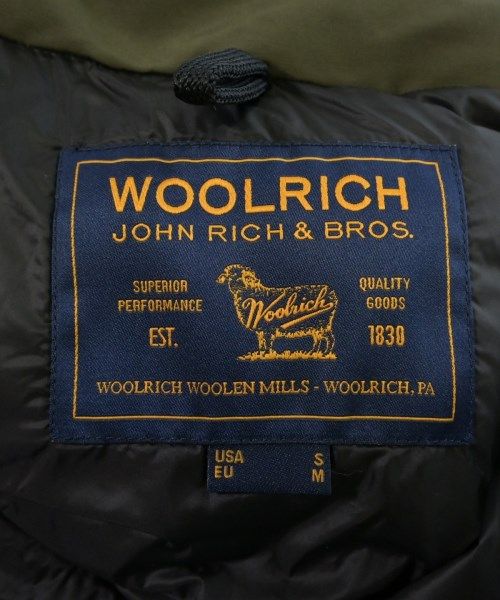 WOOLRICH
JOHN RICH & BROS.
SUPERIOR PERFORMANCE
QUALITY GOODS
Woolrich
EST. 1830
WOOLRICH WOOLEN MILLS - WOOLRICH, PA
USA S
EU M